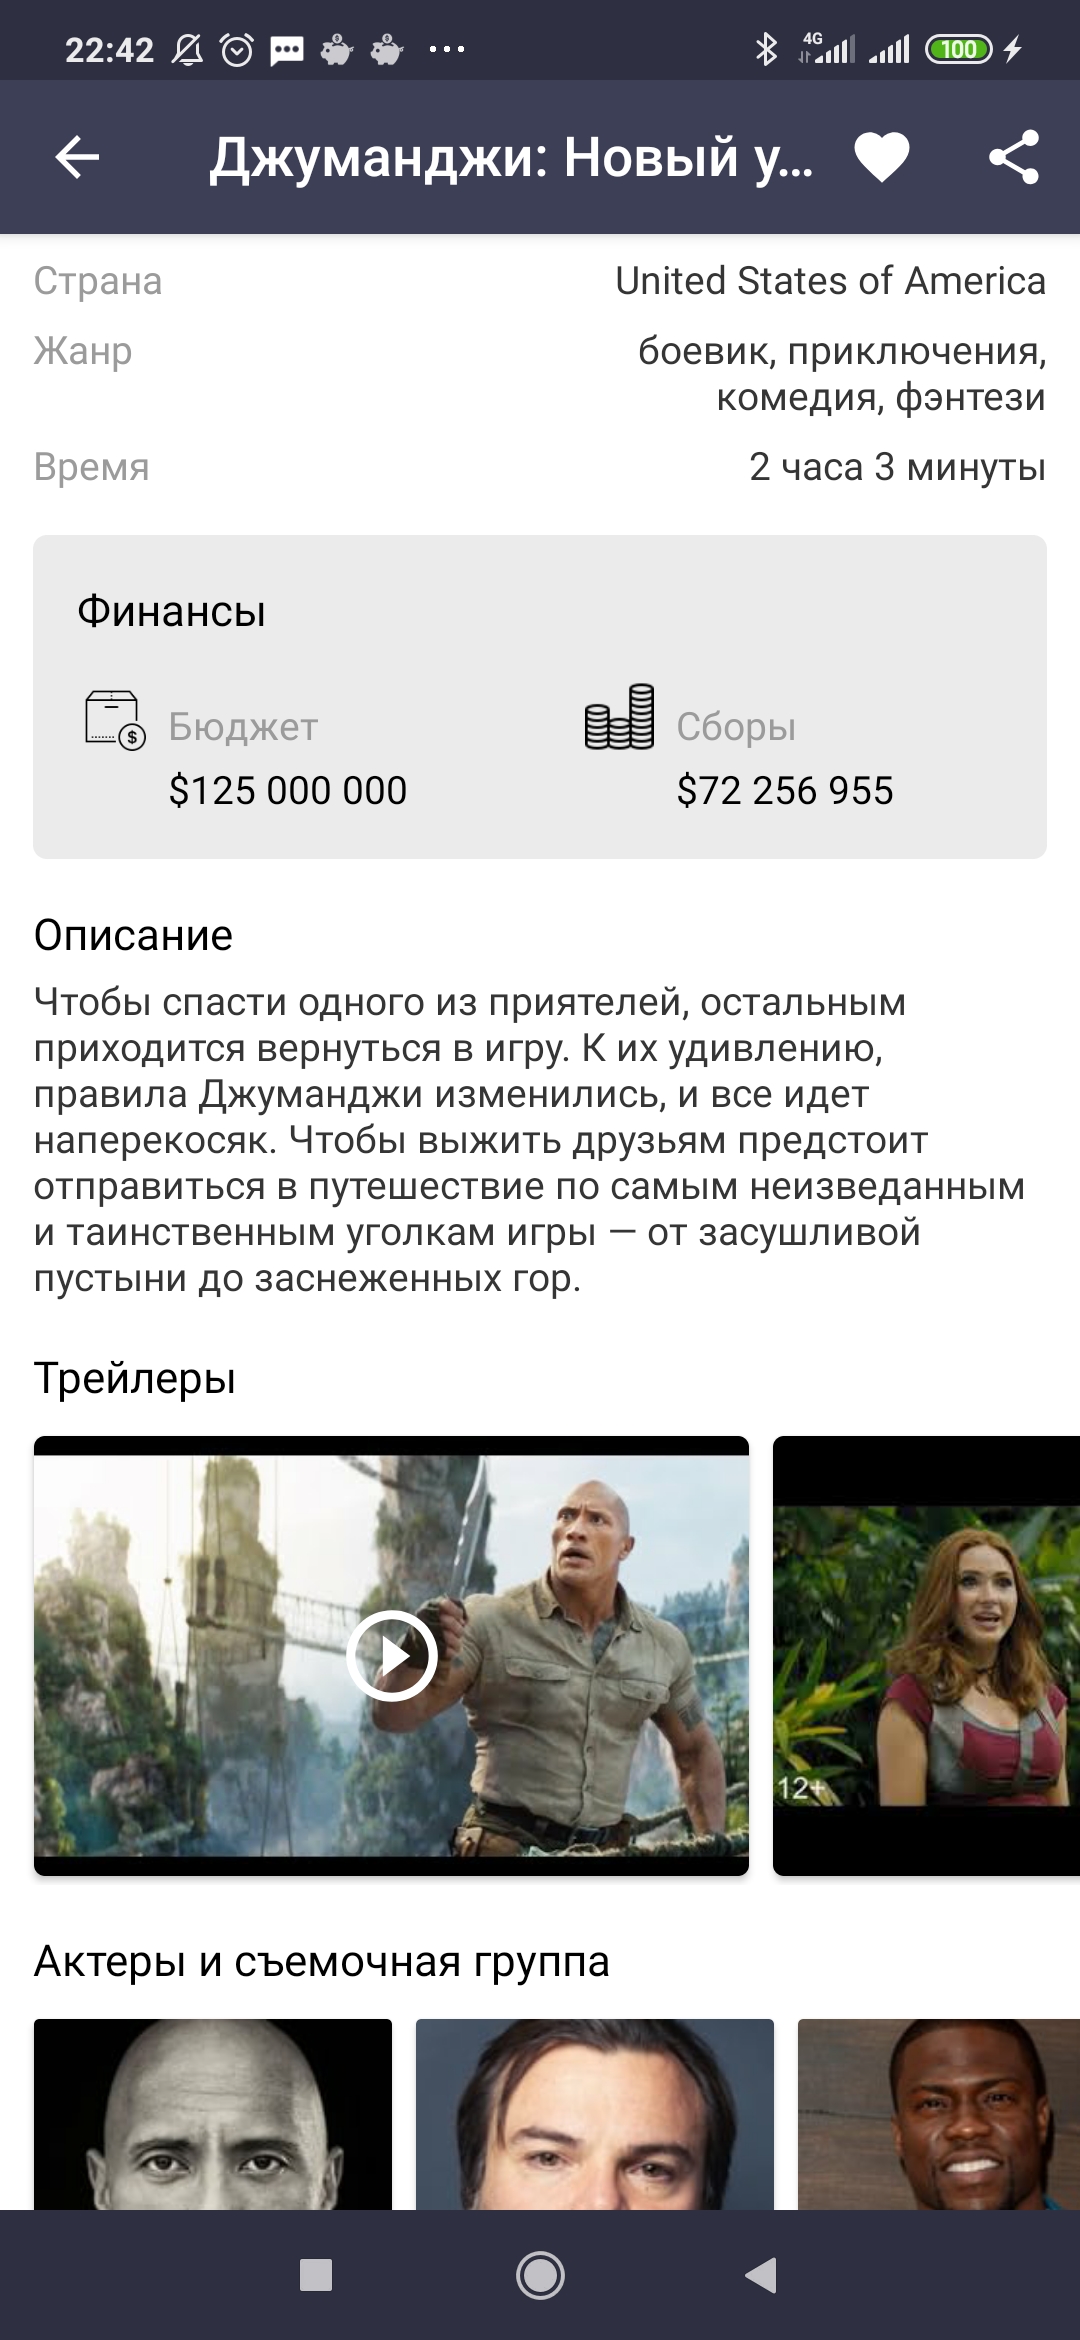 22:42
4G
100
Джуманджи: Новый у...
Страна
United States of America
Жанр
боевик, приключения,
комедия, фэнтези
Время
2 часа 3 минуты
Финансы
Бюджет
Сборы
$125 000 000
$72 256 955
Описание
Чтобы спасти одного из приятелей, остальным
приходится вернуться в игру. К их удивлению,
правила Джуманджи изменились, и все идет
наперекосяк. Чтобы выжить друзьям предстоит
отправиться в путешествие по самым неизведанным
и таинственным уголкам игры — от засушливой
пустыни до заснеженных гор.
Трейлеры
12+
Актеры и съемочная группа